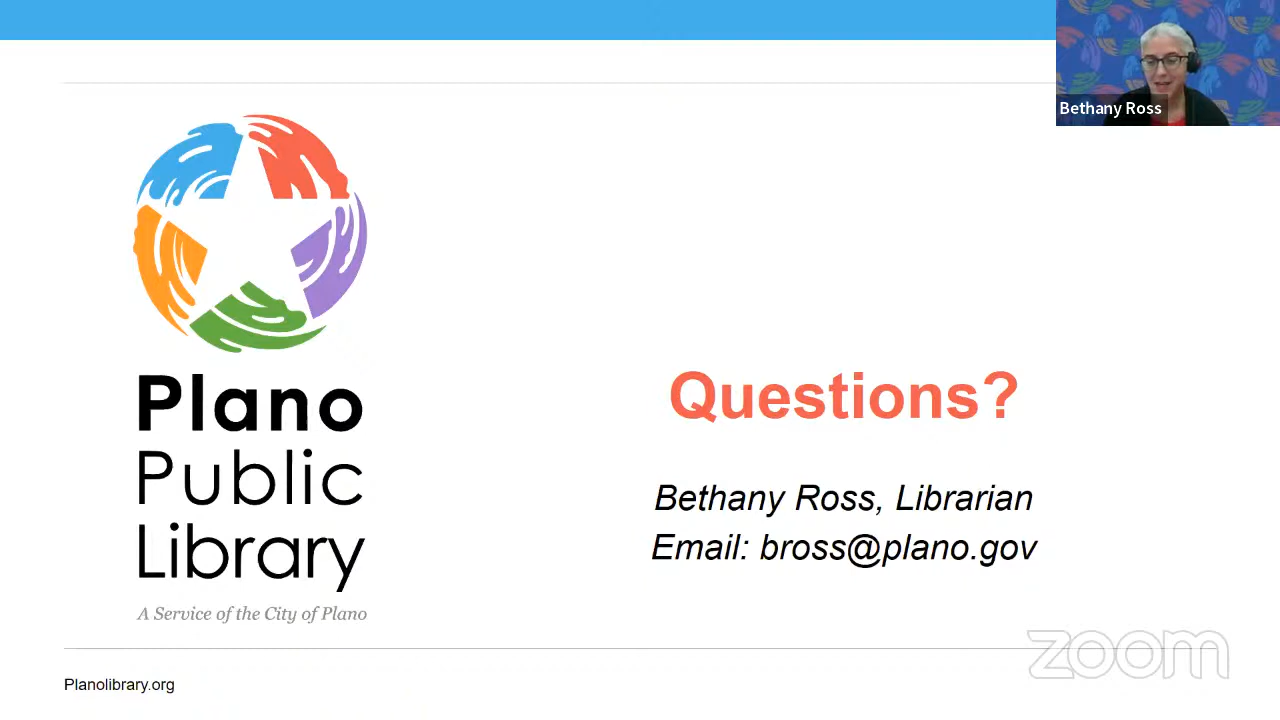 Bethany Ross
Plano
Public
Library
A Service of the City of Plano
Questions?
Bethany Ross, Librarian
Email: bross@plano.gov
zoom
Planolibrary.org